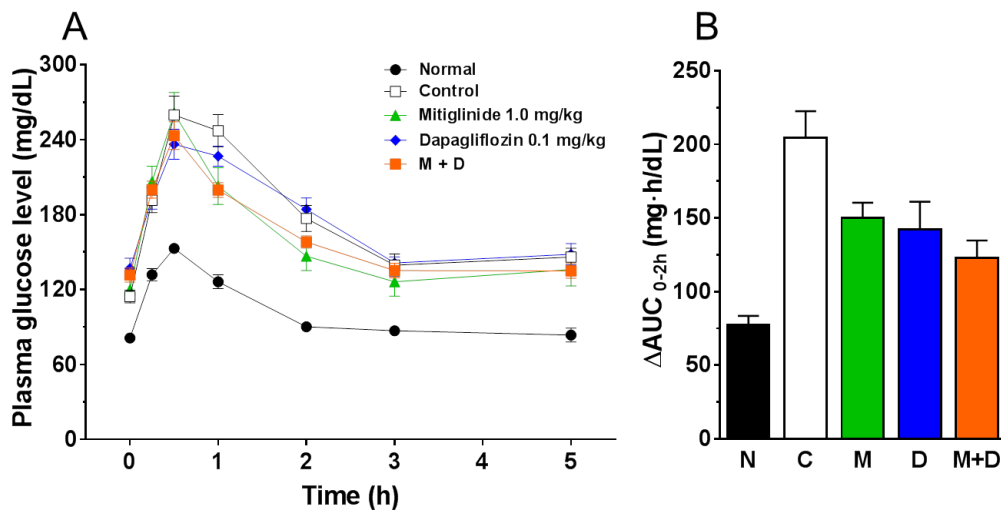 A
Plasma glucose level (mg/dL)
300
240
180
120
60
0
Normal
Control
Mitiglinide 1.0 mg/kg
Dapagliflozin 0.1 mg/kg
M + D
0 1 2 3 4 5
Time (h)
B
ΔAUC0-2h (mg·h/dL)
250
200
150
100
50
0
N C M D M+D